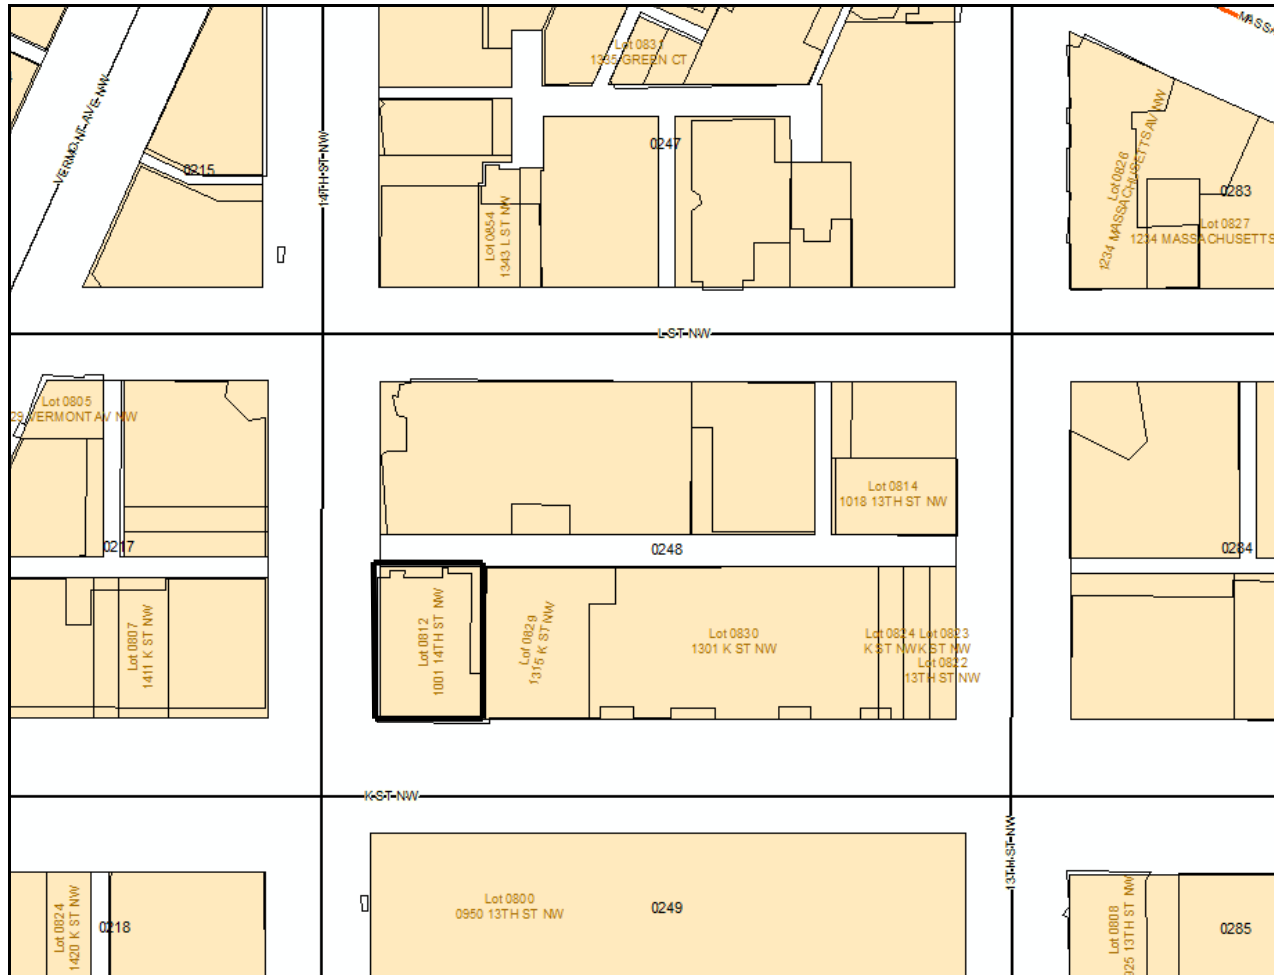 MASSA
Lot 0831
1335 GREEN CT
VERMONT AVE NW
14TH ST NW
0215
0247
Lot 0854
1343 L ST NW
Lot 0826
1234 MASSACHUSETTS AV NW
0283
Lot 0827
1234 MASSACHUSETTS
L ST NW
Lot 0805
29 VERMONT AV NW
Lot 0814
1018 13TH ST NW
0217
0248
0284
Lot 0807
1411 K ST NW
Lot 0812
1001 14TH ST NW
Lot 0829
1315 K ST NW
Lot 0830
1301 K ST NW
Lot 0824
K ST NW
Lot 0823
K ST NW
Lot 0822
13TH ST NW
K ST NW
13TH ST NW
Lot 0824
1420 K ST NW
0218
Lot 0800
0950 13TH ST NW
0249
Lot 0808
925 13TH ST NW
0285